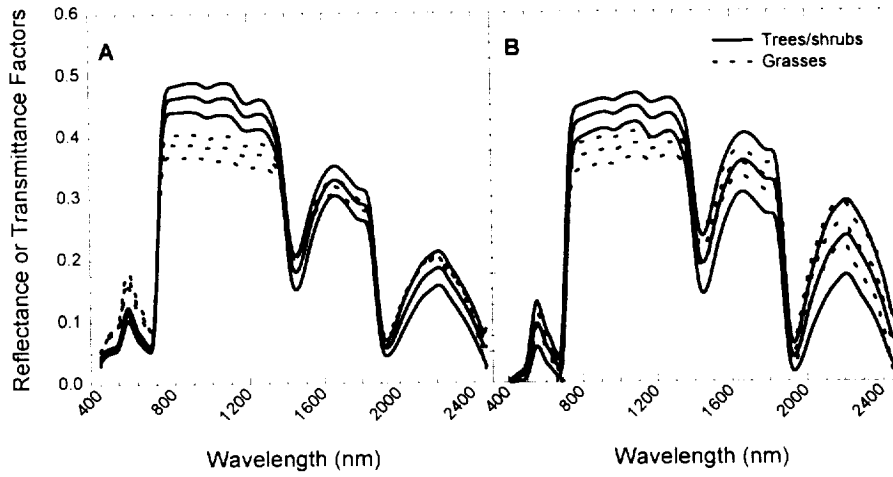 Reflectance or Transmittance Factors
0.6
0.5
0.4
0.3
0.2
0.1
0.0
A
B
Trees/shrubs
Grasses
400
800
1200
1600
2000
2400
400
800
1200
1600
2000
2400
Wavelength (nm)
Wavelength (nm)